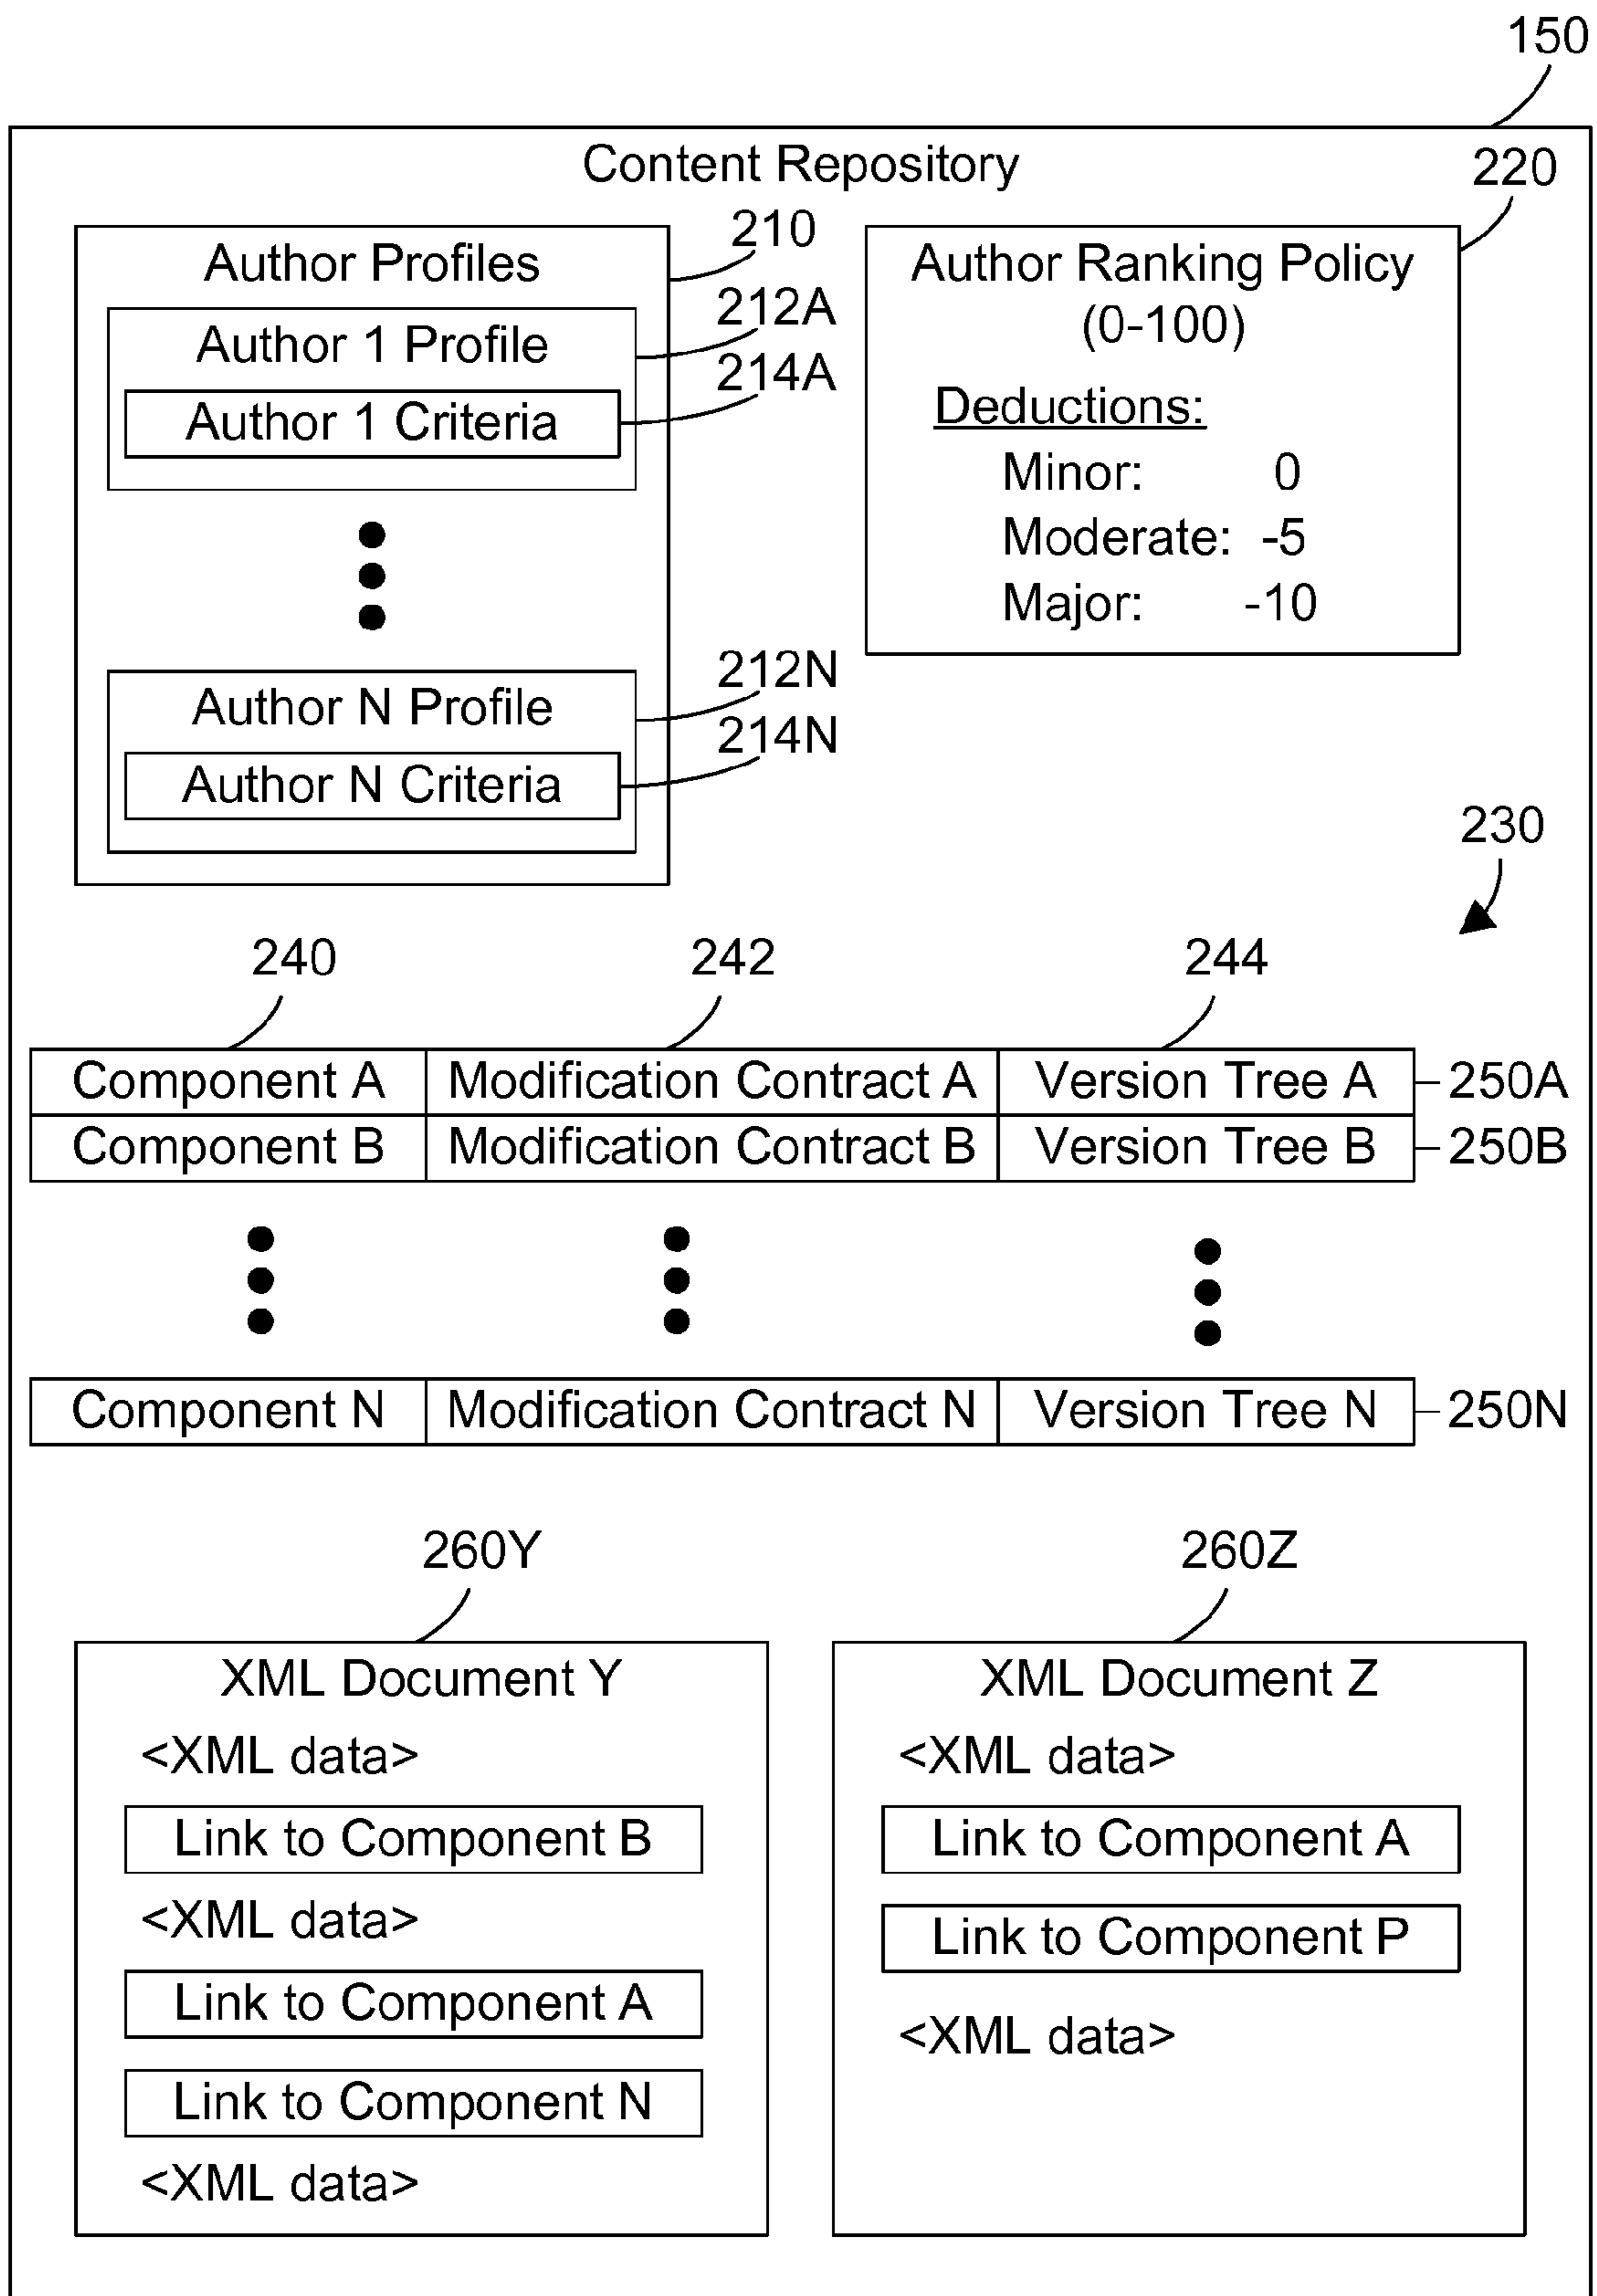 150
Content Repository
220
210
Author Profiles
212A
Author 1 Profile
214A
Author 1 Criteria
212N
Author N Profile
214N
Author N Criteria
Author Ranking Policy
(0-100)
Deductions:
Minor: 0
Moderate: -5
Major: -10
230
240 242 244
Component A Modification Contract A Version Tree A 250A
Component B Modification Contract B Version Tree B 250B
Component N Modification Contract N Version Tree N 250N
260Y
XML Document Y
<XML data>
Link to Component B
<XML data>
Link to Component A
Link to Component N
<XML data>
260Z
XML Document Z
<XML data>
Link to Component A
Link to Component P
<XML data>